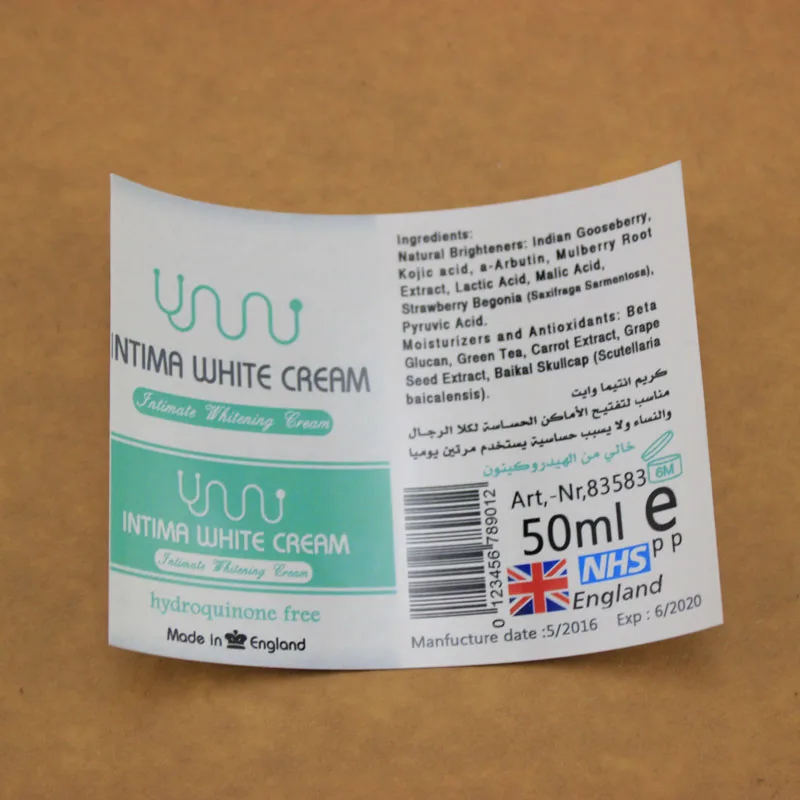 INTIMA WHITE CREAM
Intimate Whitening Cream
INTIMA WHITE CREAM
Intimate Whitening Cream
hydroquinone free
Made in England
Ingredients:
Natural Brighteners: Indian Gooseberry,
Kojic acid, a-Arbutin, Mulberry Root
Extract, Lactic Acid, Malic Acid,
Strawberry Begonia (Saxifraga Sarmentosa),
Pyruvic Acid.
Moisturizers and Antioxidants: Beta
Glucan, Green Tea, Carrot Extract, Grape
Seed Extract, Baikal Skullcap (Scutellaria
baicalensis).
كريم انتيما وايت
مناسب لتفتيح الأماكن الحساسة لكلا الرجال
والنساء ولا يسبب حساسية يستخدم مرتين يوميا
خالي من الهيدروكينون
6M
0 123456 789012
Art,-Nr,83583
50ml e
NHS p p
England
Manfucture date :5/2016 Exp : 6/2020